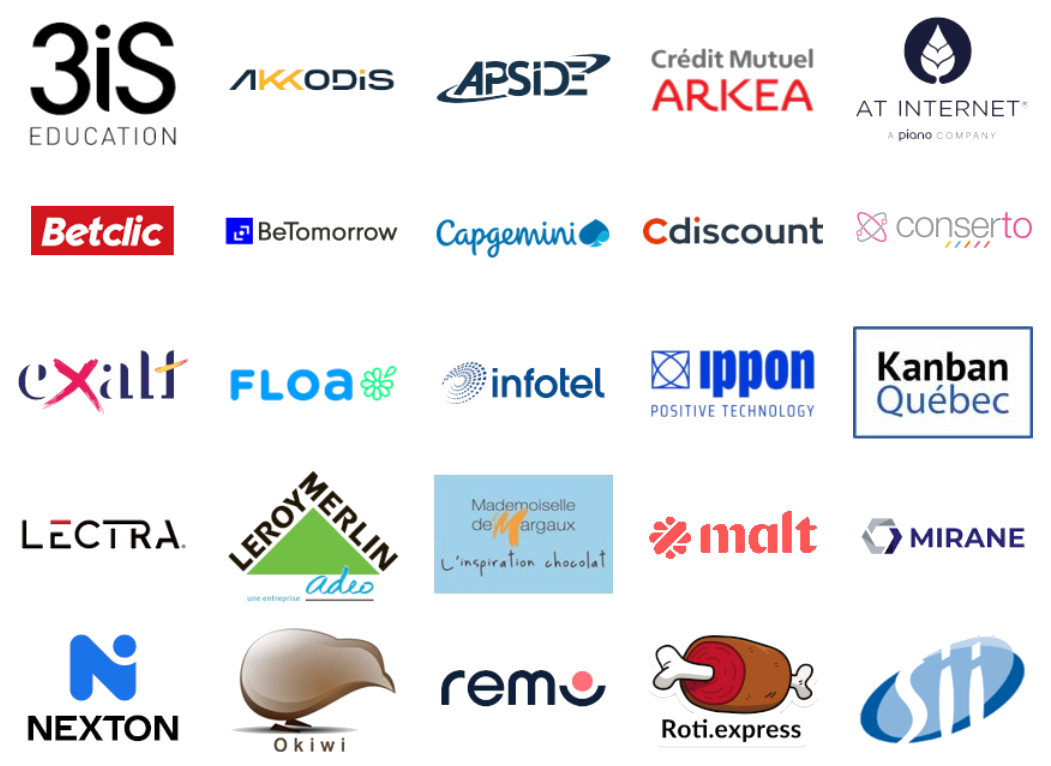 3iS
EDUCATION
AKKODiS
APSiDE
Crédit Mutuel
ARKEA
AT INTERNET®
A piano COMPANY
Betclic
BeTomorrow
Capgemini
Cdiscount
conserto
exalt
FLOA
infotel
ıppon
POSITIVE TECHNOLOGY
Kanban
Québec
LECTRA.
LEROY MERLIN
une entreprise adeo
Mademoiselle
de Margaux
L'inspiration chocolat
malt
MIRANE
NEXTON
Okiwi
remo
Roti.express
sii